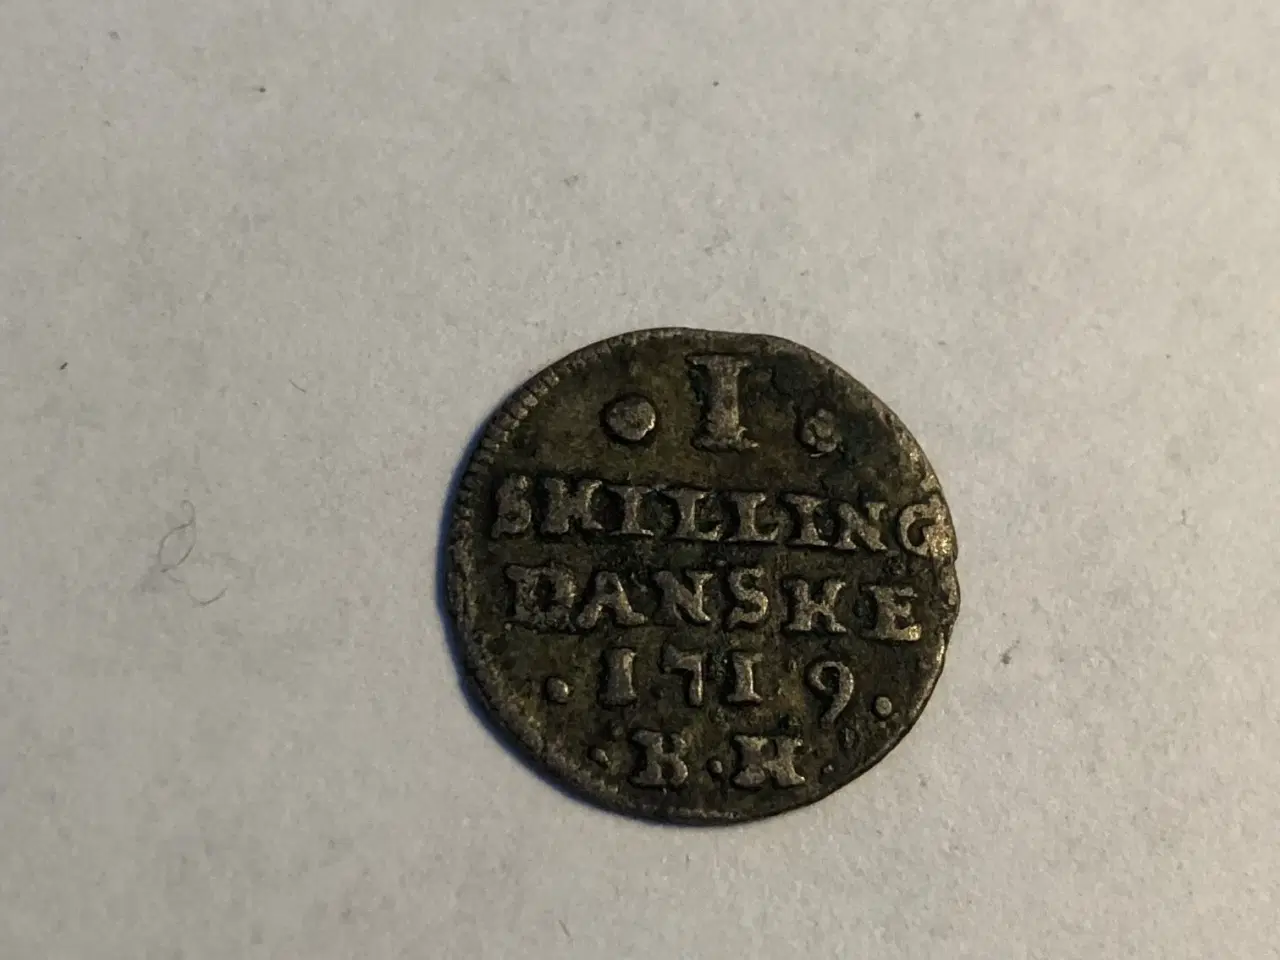 · I ·
SKILLING
DANSKE
· 1719 ·
· B · H ·